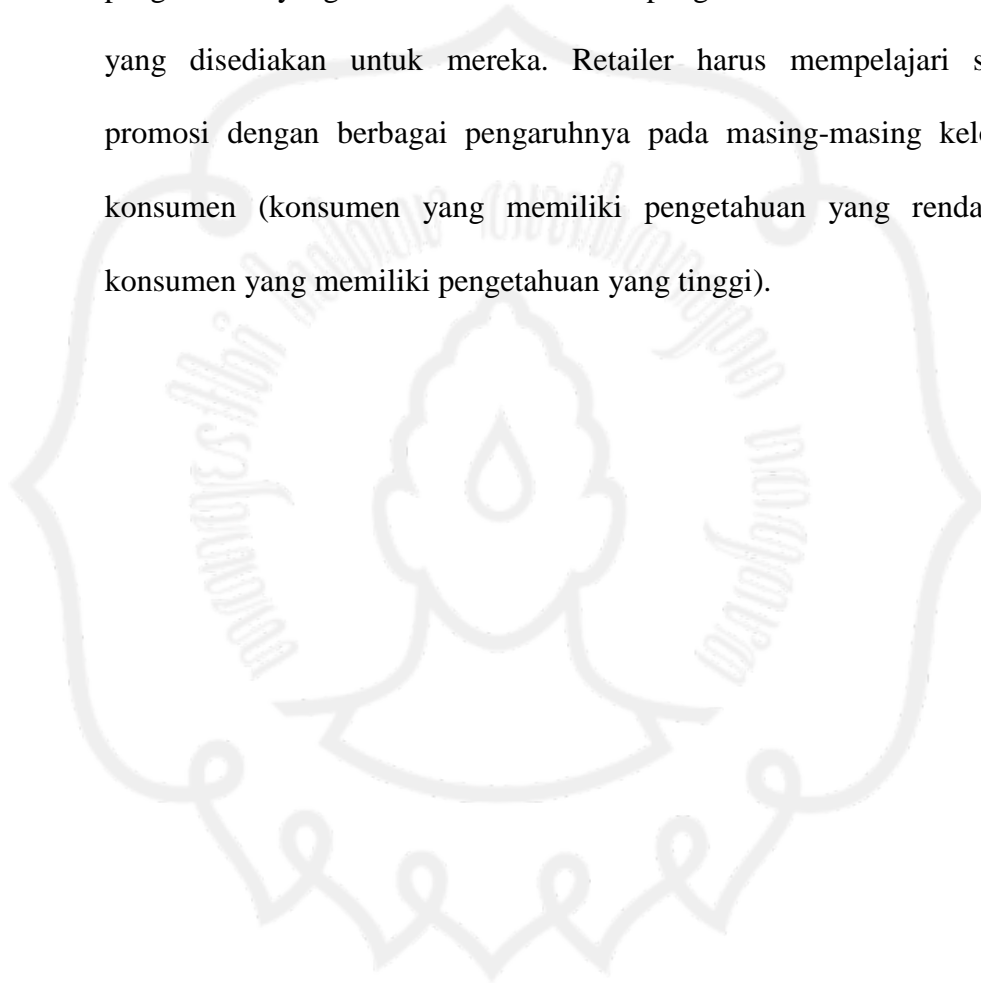 yang disediakan untuk mereka. Retailer harus mempelajari s
promosi dengan berbagai pengaruhnya pada masing-masing kelo
konsumen (konsumen yang memiliki pengetahuan yang renda
konsumen yang memiliki pengetahuan yang tinggi).